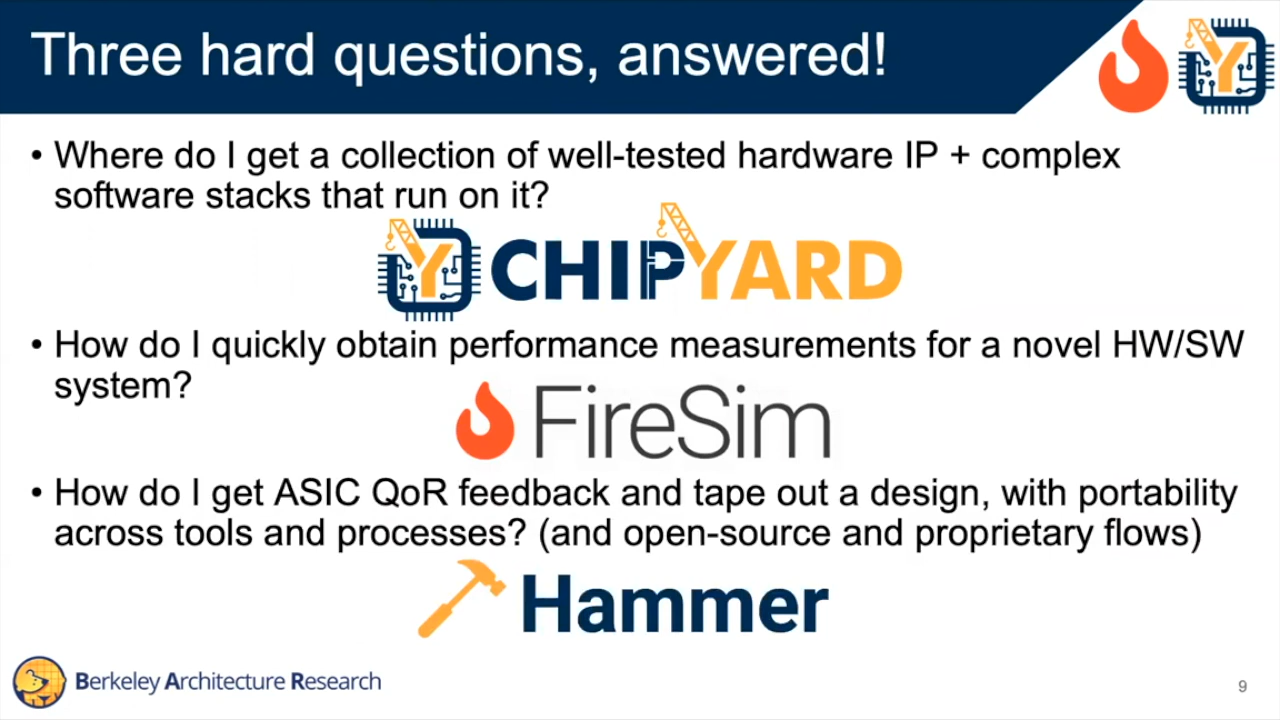 Three hard questions, answered!
• Where do I get a collection of well-tested hardware IP + complex
software stacks that run on it?
CHIPYARD
• How do I quickly obtain performance measurements for a novel HW/SW
system?
FireSim
• How do I get ASIC QoR feedback and tape out a design, with portability
across tools and processes? (and open-source and proprietary flows)
Hammer
Berkeley Architecture Research
9